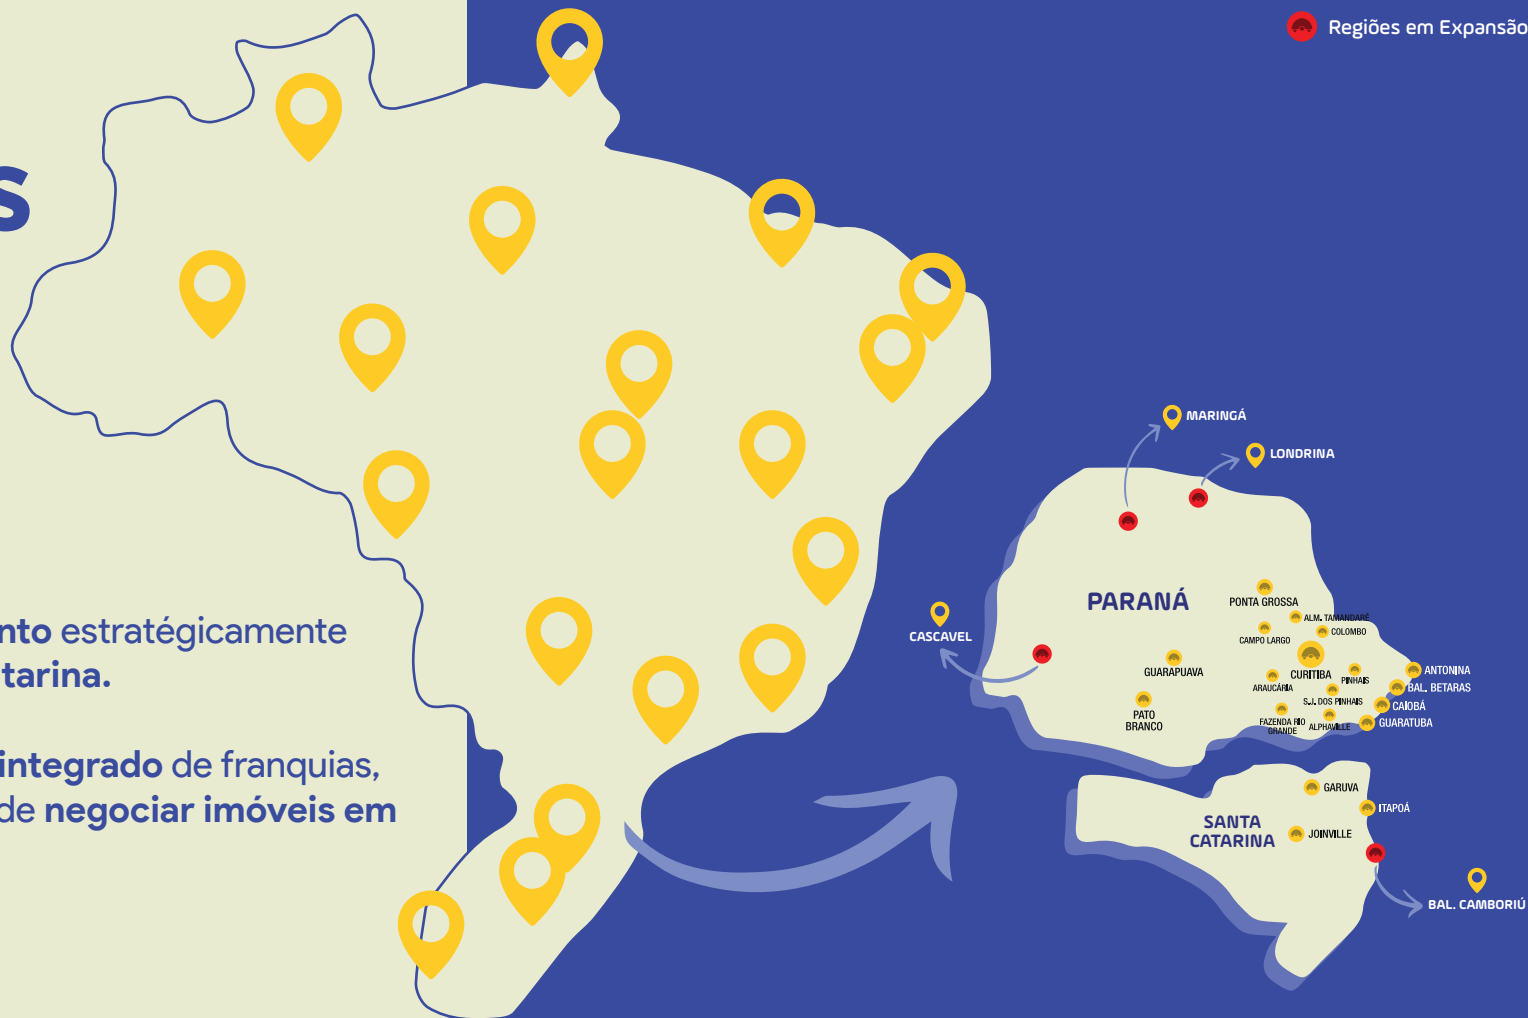 Regiões em Expansão
s
nto estratégicamente
tarina.
integrado de franquias,
de negociar imóveis em
MARINGÁ
LONDRINA
CASCAVEL
PARANÁ
PONTA GROSSA
ALM. TAMANDARÉ
COLOMBO
CAMPO LARGO
CURITIBA
PINHAIS
GUARAPUAVA
ARAUCÁRIA
S.J. DOS PINHAIS
PATO
BRANCO
FAZENDA RIO
GRANDE
ALPHAVILLE
ANTONINA
BAL. BETARAS
CAIOBÁ
GUARATUBA
SANTA
CATARINA
GARUVA
ITAPOÁ
JOINVILLE
BAL. CAMBORIÚ